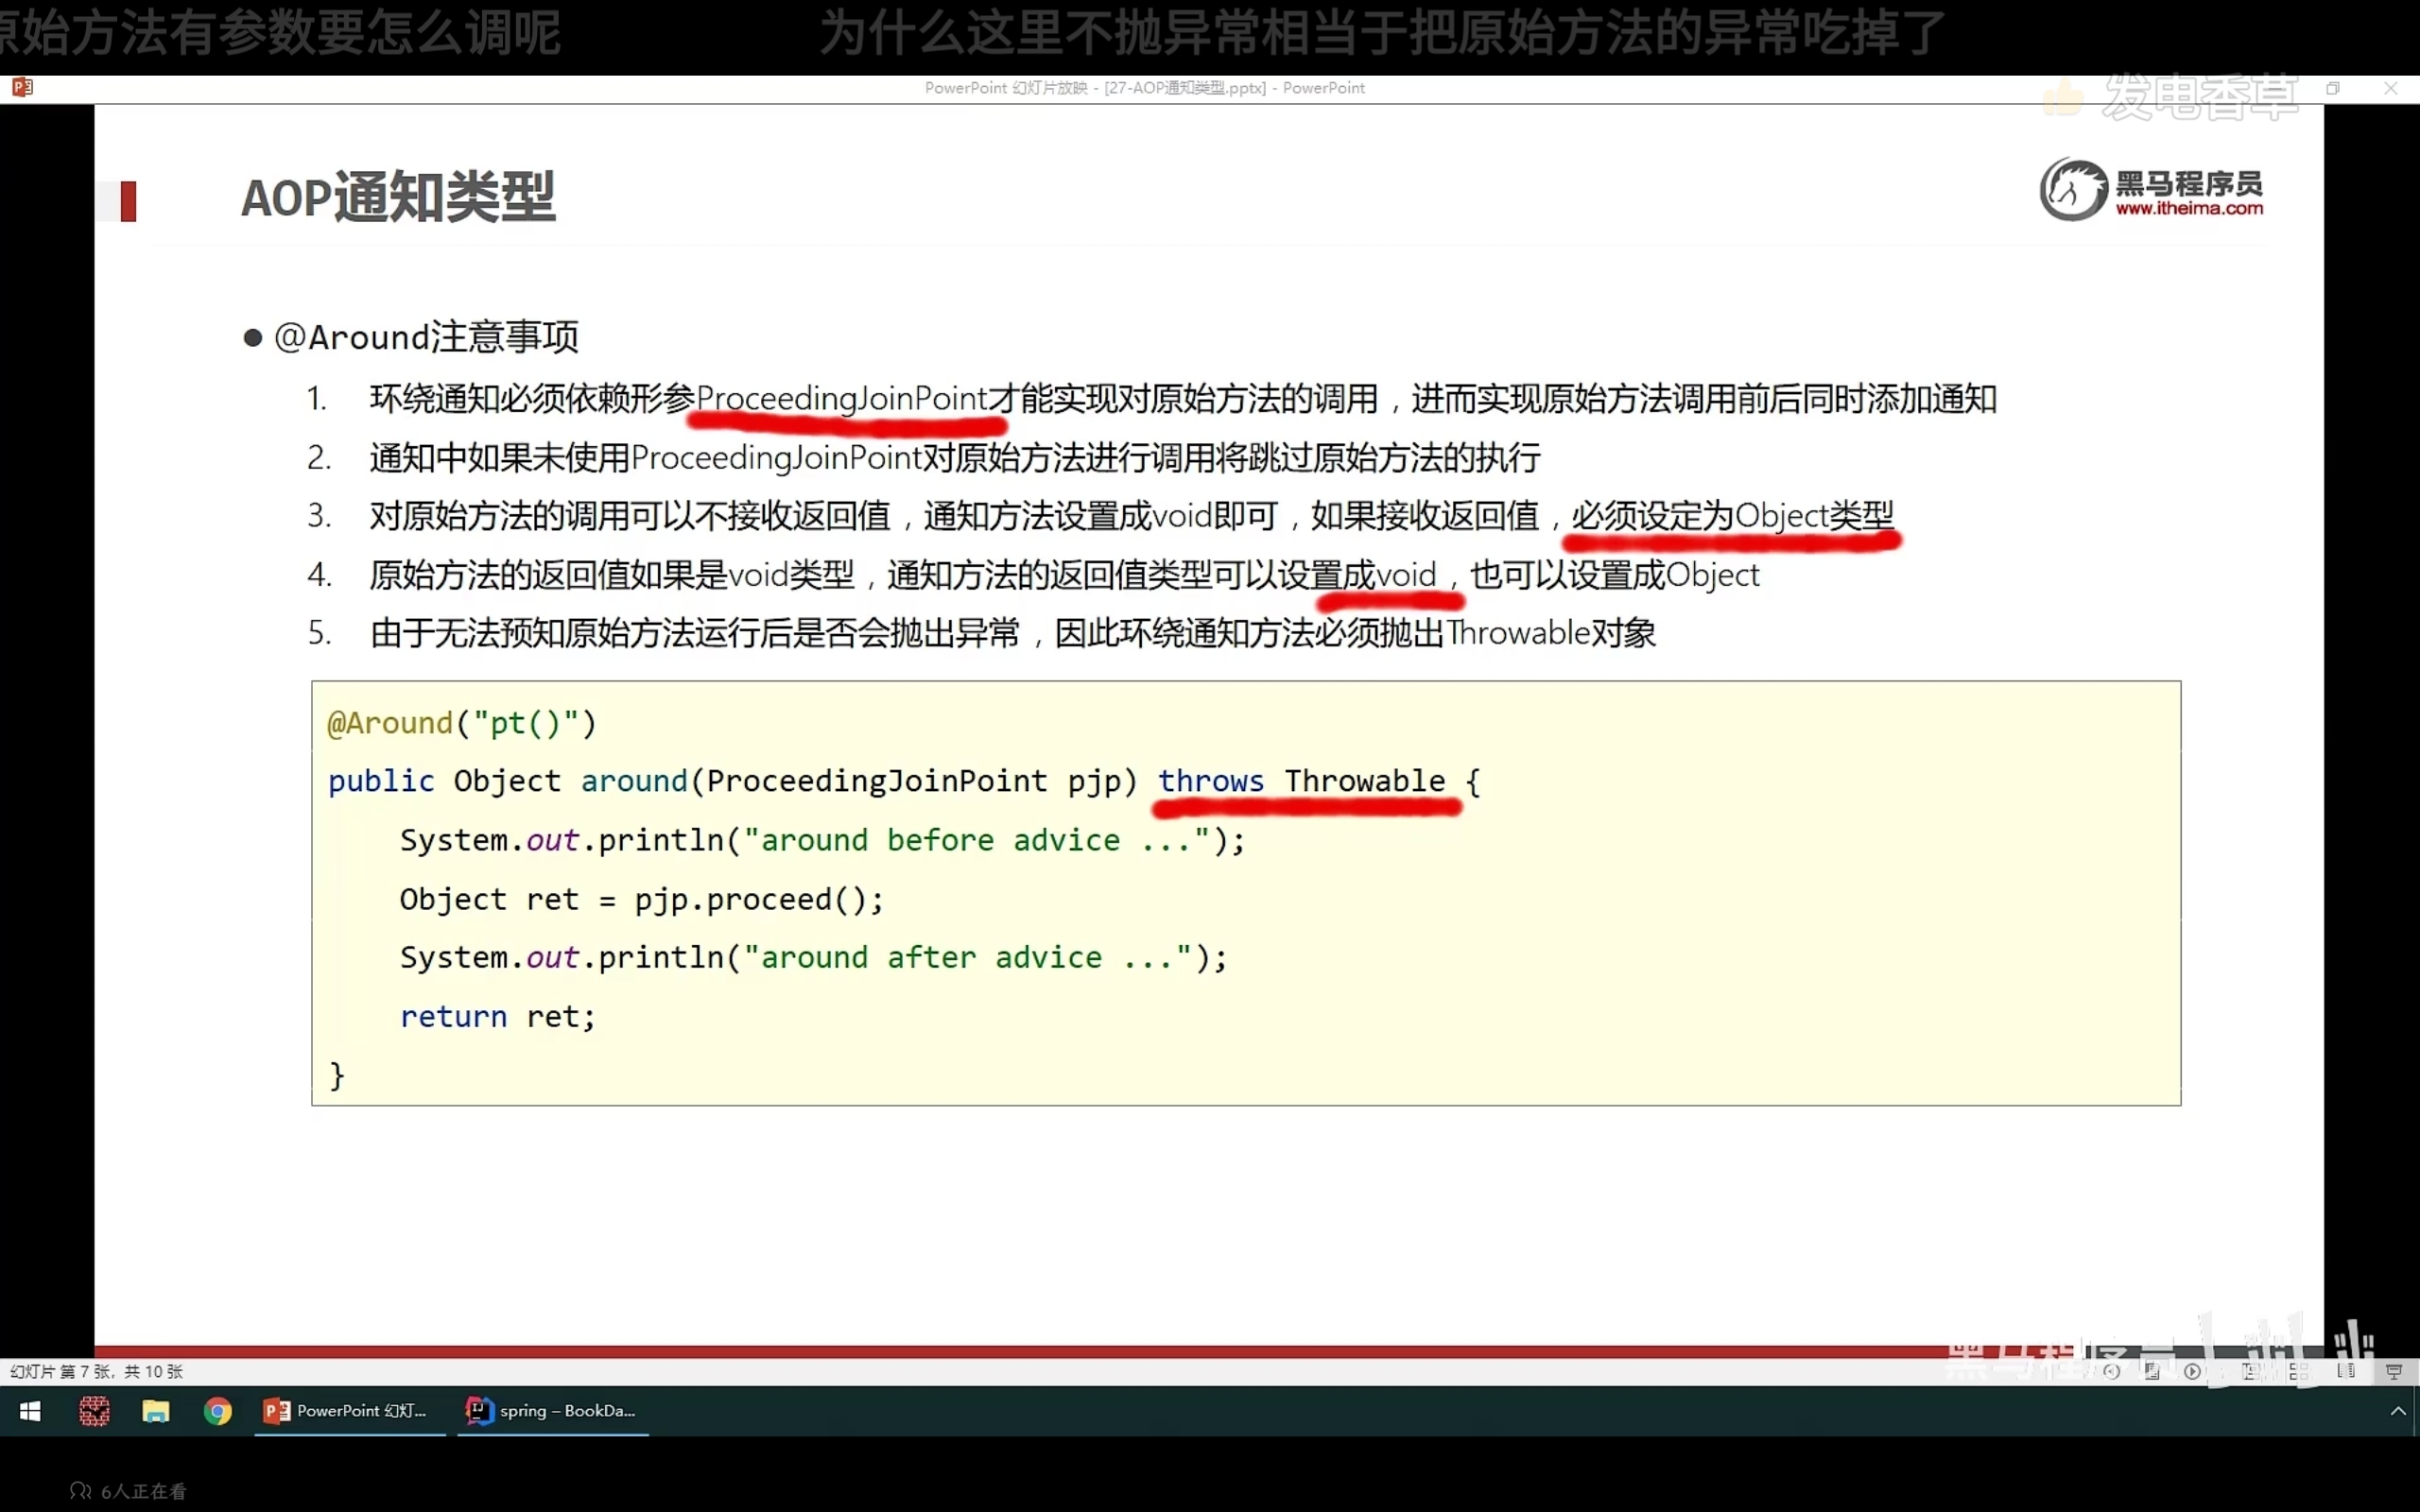 原始方法有参数要怎么调呢
为什么这里不抛异常相当于把原始方法的异常吃掉了
PowerPoint 幻灯片放映 - [27-AOP通知类型.pptx] - PowerPoint
发电香草
AOP通知类型
黑马程序员
www.itheima.com
@Around注意事项
1. 环绕通知必须依赖形参ProceedingJoinPoint才能实现对原始方法的调用，进而实现原始方法调用前后同时添加通知
2. 通知中如果未使用ProceedingJoinPoint对原始方法进行调用将跳过原始方法的执行
3. 对原始方法的调用可以不接收返回值，通知方法设置成void即可，如果接收返回值，必须设定为Object类型
4. 原始方法的返回值如果是void类型，通知方法的返回值类型可以设置成void，也可以设置成Object
5. 由于无法预知原始方法运行后是否会抛出异常，因此环绕通知方法必须抛出Throwable对象
@Around("pt()")
public Object around(ProceedingJoinPoint pjp) throws Throwable {
System.out.println("around before advice ...");
Object ret = pjp.proceed();
System.out.println("around after advice ...");
return ret;
}
黑马程序员
幻灯片 第 7 张，共 10 张
PowerPoint 幻灯...
spring – BookDa...
6人正在看